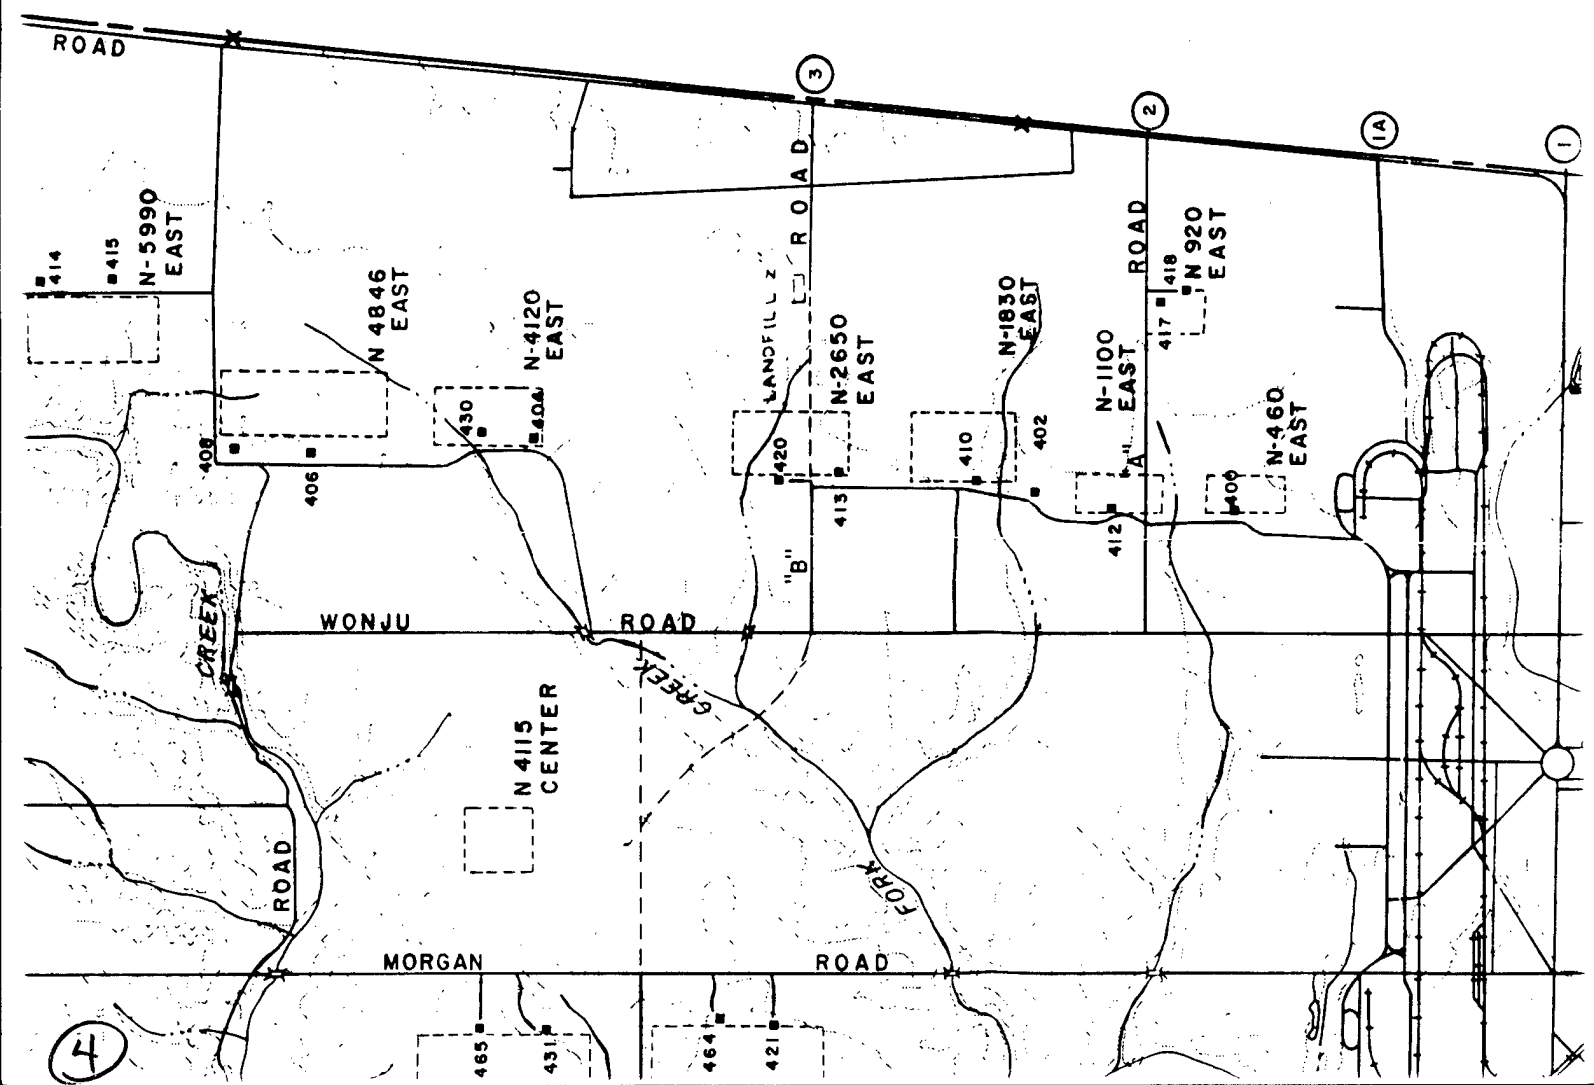 ROAD
3
2
1A
1
414
415
N-5990
EAST
N 4846
EAST
N-4120
EAST
LANDFILL 2"
ROAD
N-2650
EAST
N-1830
EAST
ROAD
N 920
EAST
418
417
N-1100
EAST
N-460
EAST
408
406
430
404
420
413
410
402
"A"
412
400
"B"
WONJU ROAD
CREEK
CREEK
N 4115
CENTER
ROAD
FORK
MORGAN ROAD
4
465
431
464
421